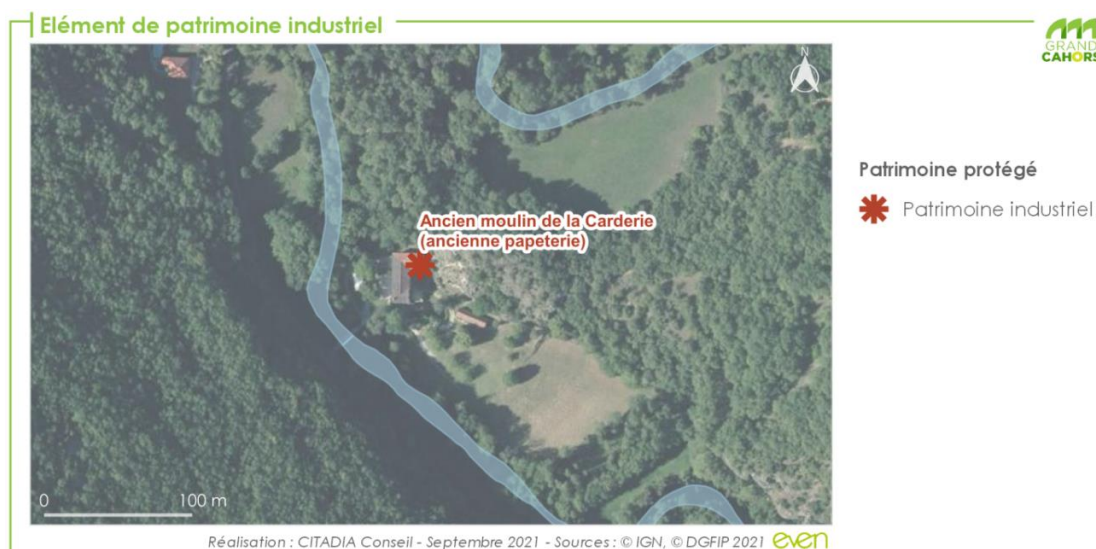 Elément de patrimoine industriel
GRAND
CAHORS
N
Patrimoine protégé
Patrimoine industriel
Ancien moulin de la Carderie
(ancienne papeterie)
0 100 m
Réalisation : CITADIA Conseil - Septembre 2021 - Sources : © IGN, © DGFIP 2021 even